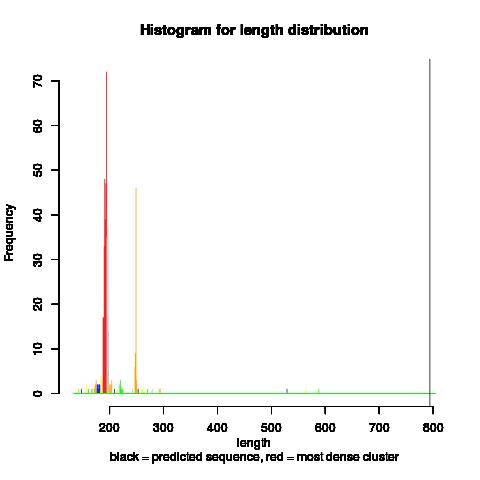 Histogram for length distribution
Frequency
70
60
50
40
30
20
10
0
200 300 400 500 600 700 800
length
black = predicted sequence, red = most dense cluster